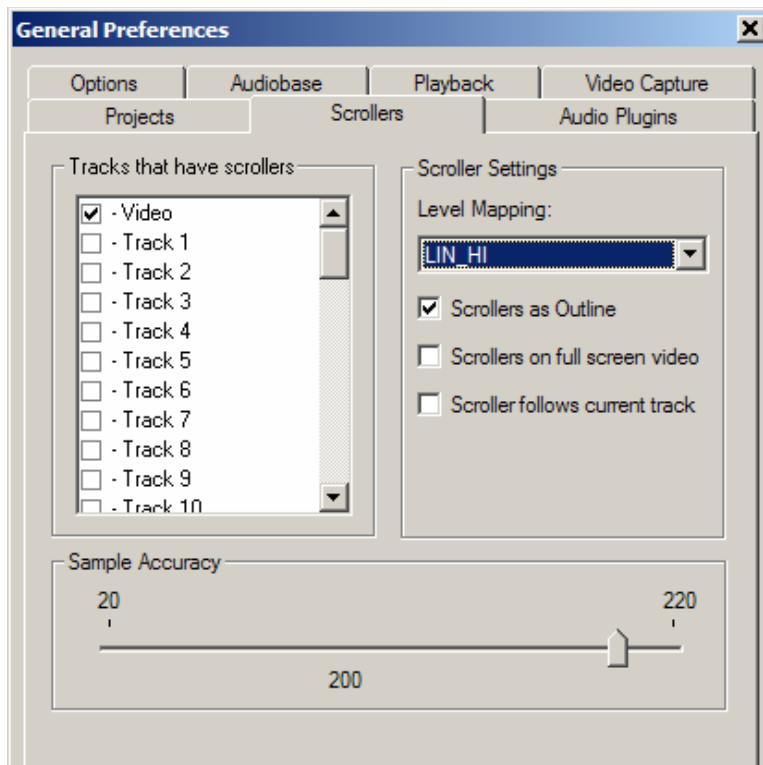 General Preferences
Options Audiobase Playback Video Capture
Projects Scrollers Audio Plugins
Tracks that have scrollers
- Video
- Track 1
- Track 2
- Track 3
- Track 4
- Track 5
- Track 6
- Track 7
- Track 8
- Track 9
- Track 10
Scroller Settings
Level Mapping:
LIN_HI
Scrollers as Outline
Scrollers on full screen video
Scroller follows current track
Sample Accuracy
20 220
200